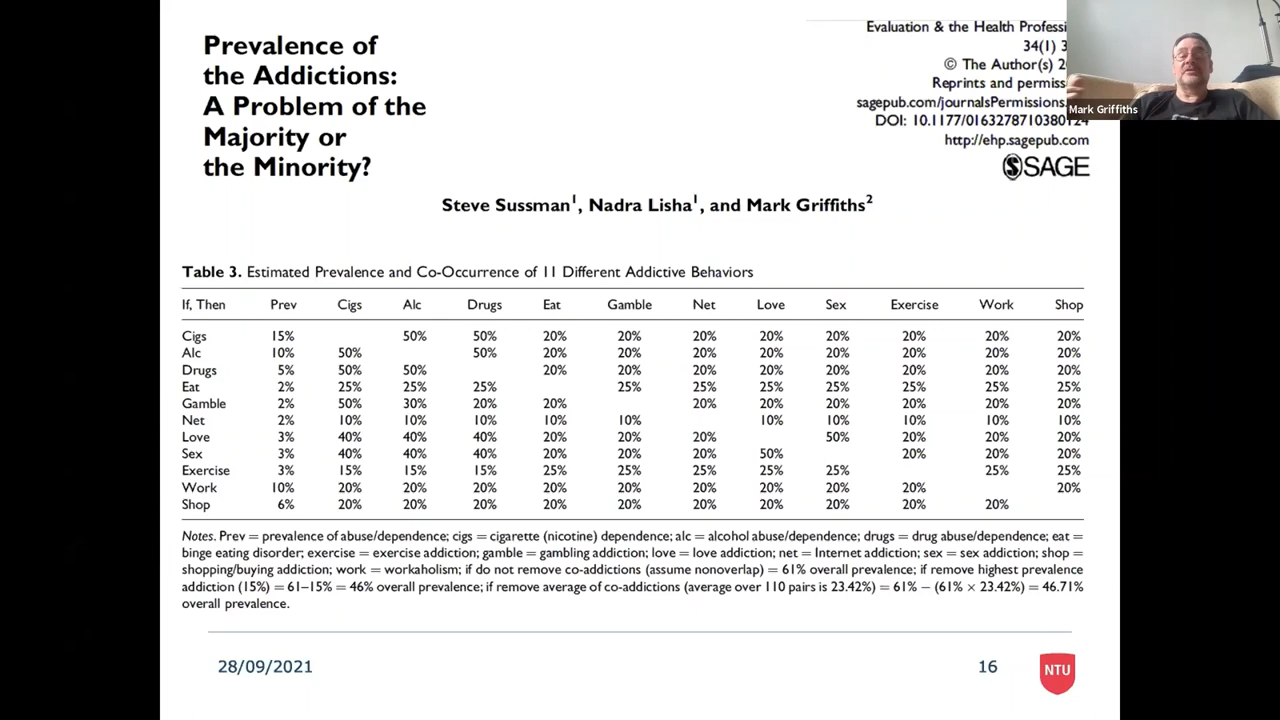 Prevalence of
the Addictions:
A Problem of the
Majority or
the Minority?
Evaluation & the Health
34(1)
© The Author(s)
Reprints and
sagepub.com/journalsPermissions
DOI: 10.1177/0163278710380124
http://ehp.sagepub.com
SAGE
Mark Griffiths
Steve Sussman1, Nadra Lisha1, and Mark Griffiths2
Table 3. Estimated Prevalence and Co-Occurrence of 11 Different Addictive Behaviors
If, Then Prev Cigs Alc Drugs Eat Gamble Net Love Sex Exercise Work Shop
Cigs 15% 50% 50% 20% 20% 20% 20% 20% 20% 20% 20%
Alc 10% 50% 50% 20% 20% 20% 20% 20% 20% 20% 20%
Drugs 5% 50% 50% 20% 20% 20% 20% 20% 20% 20% 20%
Eat 2% 25% 25% 25% 25% 25% 25% 25% 25% 25% 25%
Gamble 2% 50% 30% 20% 20% 20% 20% 20% 20% 20% 20%
Net 2% 10% 10% 10% 10% 10% 10% 10% 10% 10% 10%
Love 3% 40% 40% 40% 20% 20% 20% 50% 20% 20% 20%
Sex 3% 40% 40% 40% 20% 20% 20% 50% 20% 20% 20%
Exercise 3% 15% 15% 15% 25% 25% 25% 25% 25% 25% 25%
Work 10% 20% 20% 20% 20% 20% 20% 20% 20% 20% 20%
Shop 6% 20% 20% 20% 20% 20% 20% 20% 20% 20% 20%
Notes. Prev = prevalence of abuse/dependence; cigs = cigarette (nicotine) dependence; alc = alcohol abuse/dependence; drugs = drug abuse/dependence; eat =
binge eating disorder; exercise = exercise addiction; gamble = gambling addiction; love = love addiction; net = Internet addiction; sex = sex addiction; shop =
shopping/buying addiction; work = workaholism; if do not remove co-addictions (assume nonoverlap) = 61% overall prevalence; if remove highest prevalence
addiction (15%) = 61–15% = 46% overall prevalence; if remove average of co-addictions (average over 110 pairs is 23.42%) = 61% − (61% × 23.42%) = 46.71%
overall prevalence.
28/09/2021
16
NTU